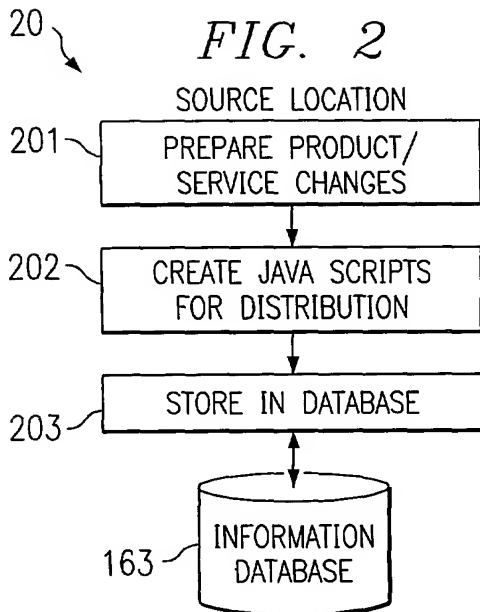 20
FIG. 2
SOURCE LOCATION
201
PREPARE PRODUCT/
SERVICE CHANGES
202
CREATE JAVA SCRIPTS
FOR DISTRIBUTION
203
STORE IN DATABASE
163
INFORMATION
DATABASE